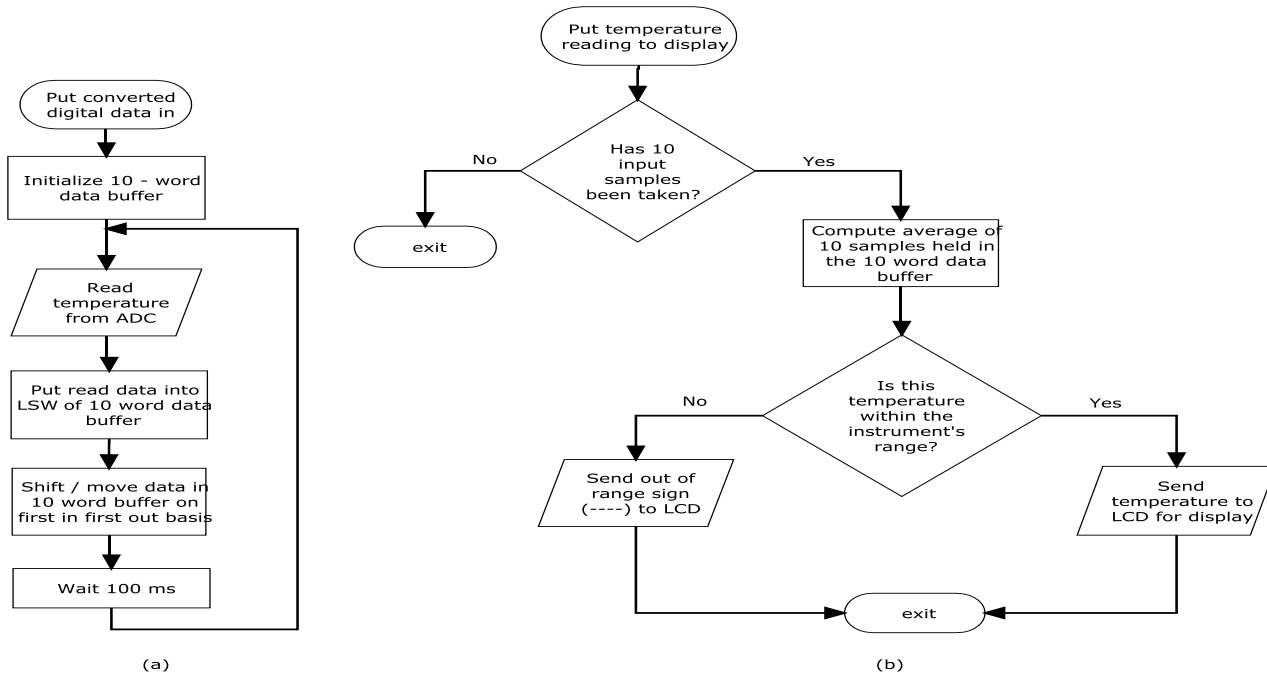 Put converted
digital data in
Initialize 10 - word
data buffer
Read
temperature
from ADC
Put read data into
LSW of 10 word data
buffer
Shift / move data in
10 word buffer on
first in first out basis
Wait 100 ms
(a)
Put temperature
reading to display
Has 10
input
samples
been taken?
No
Yes
exit
Compute average of
10 samples held in
the 10 word data
buffer
Is this
temperature
within the
instrument's
range?
No
Yes
Send out of
range sign
(----) to LCD
Send
temperature to
LCD for display
exit
(b)